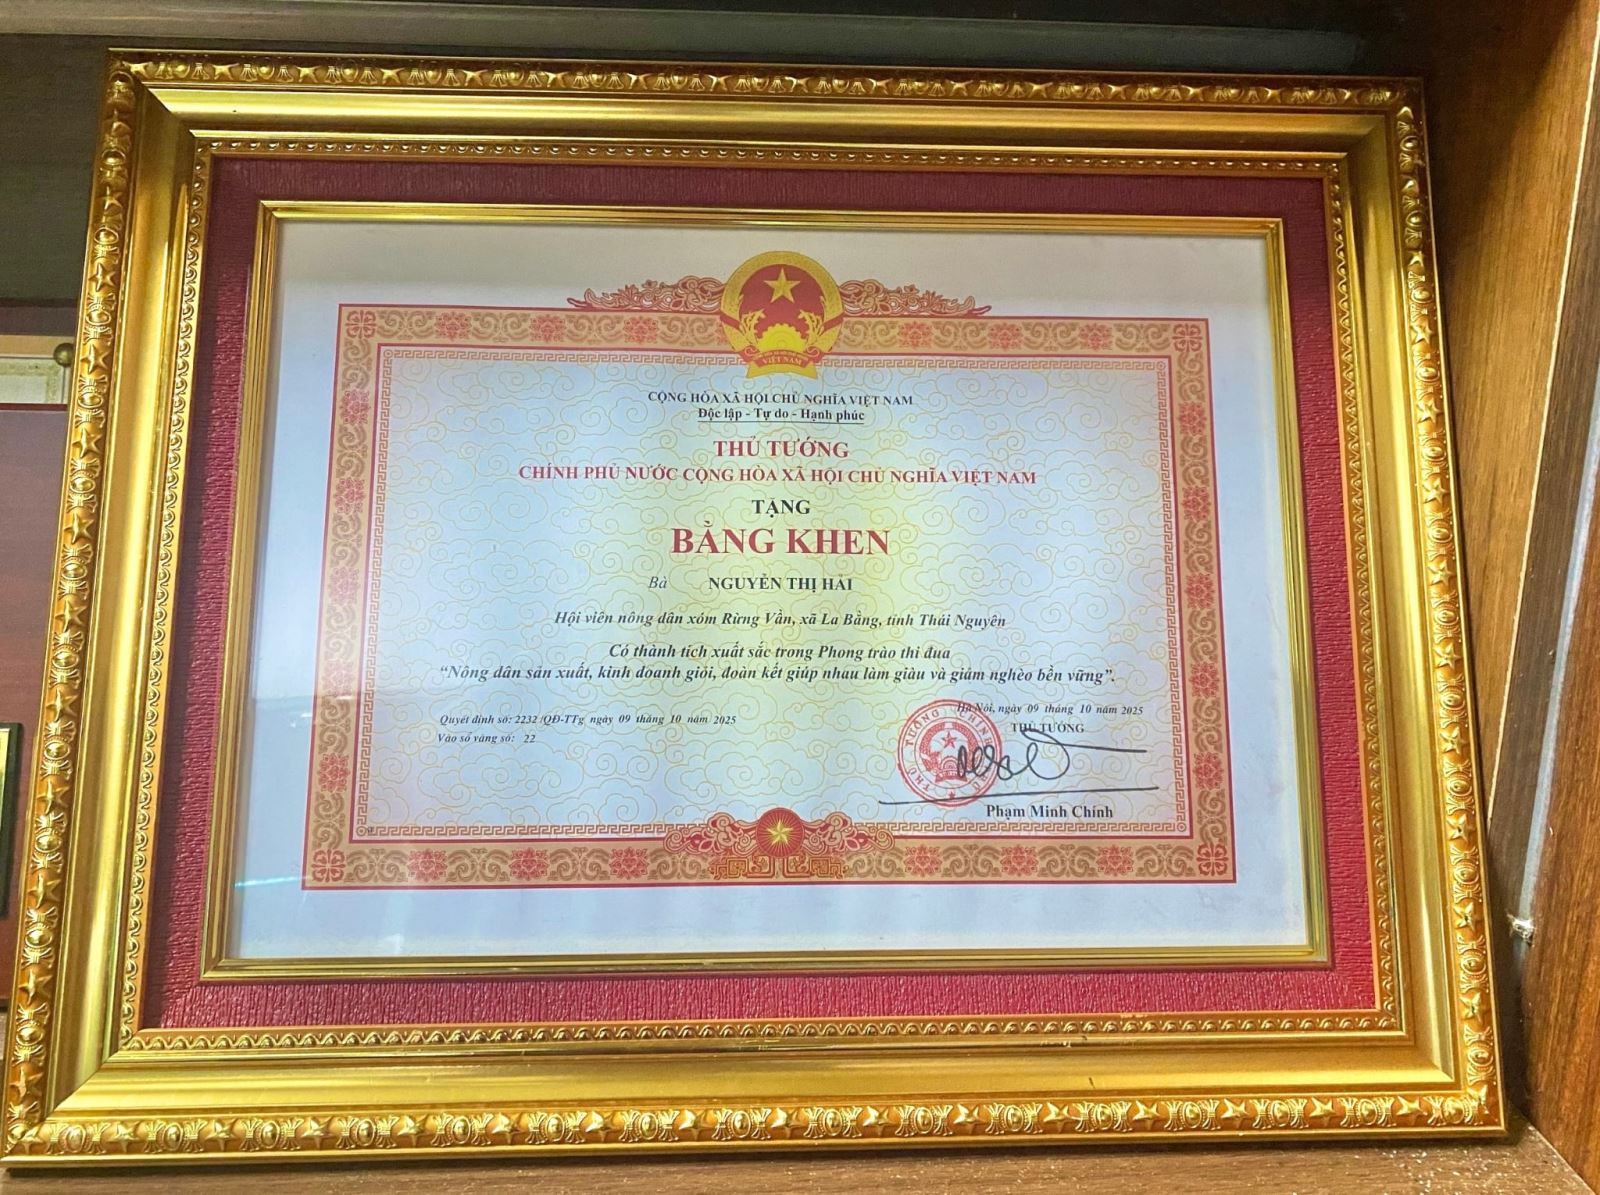 VIỆT NAM
CỘNG HÒA XÃ HỘI CHỦ NGHĨA VIỆT NAM
Độc lập - Tự do - Hạnh phúc
THỦ TƯỚNG
CHÍNH PHỦ NƯỚC CỘNG HÒA XÃ HỘI CHỦ NGHĨA VIỆT NAM
TẶNG
BẰNG KHEN
Bà NGUYỄN THỊ HẢI
Hội viên nông dân xóm Rừng Vần, xã La Bằng, tỉnh Thái Nguyên
Có thành tích xuất sắc trong Phong trào thi đua
“Nông dân sản xuất, kinh doanh giỏi, đoàn kết giúp nhau làm giàu và giảm nghèo bền vững”.
Quyết định số: 2232 /QĐ-TTg ngày 09 tháng 10 năm 2025
Vào sổ vàng số: 22
Hà Nội, ngày 09 tháng 10 năm 2025
THỦ TƯỚNG
THỦ TƯỚNG CHÍNH
Phạm Minh Chính